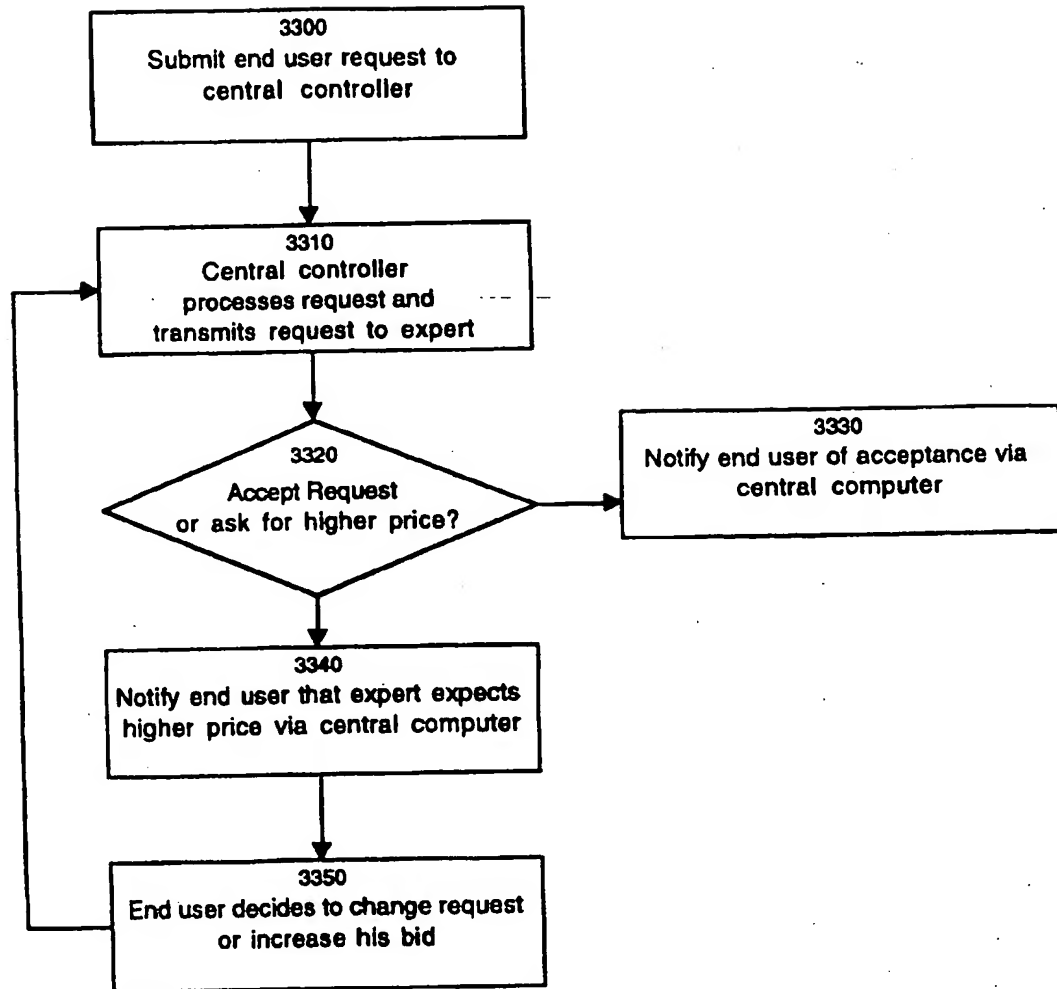 3300
Submit end user request to
central controller
3310
Central controller
processes request and
transmits request to expert
3320
Accept Request
or ask for higher price?
3330
Notify end user of acceptance via
central computer
3340
Notify end user that expert expects
higher price via central computer
3350
End user decides to change request
or increase his bid